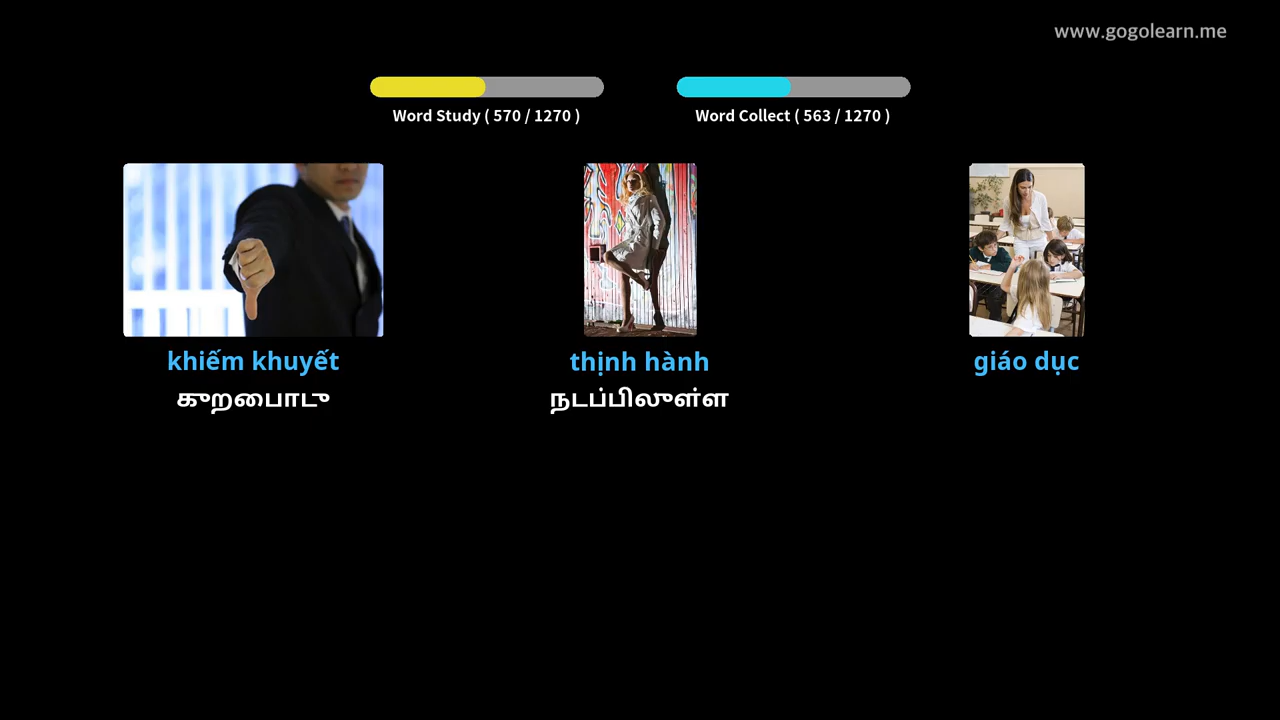 www.gogolearn.me
Word Study ( 570 / 1270 )
Word Collect ( 563 / 1270 )
khiếm khuyết
thịnh hành
giáo dục
குறைபாடு
நடப்பிலுள்ள